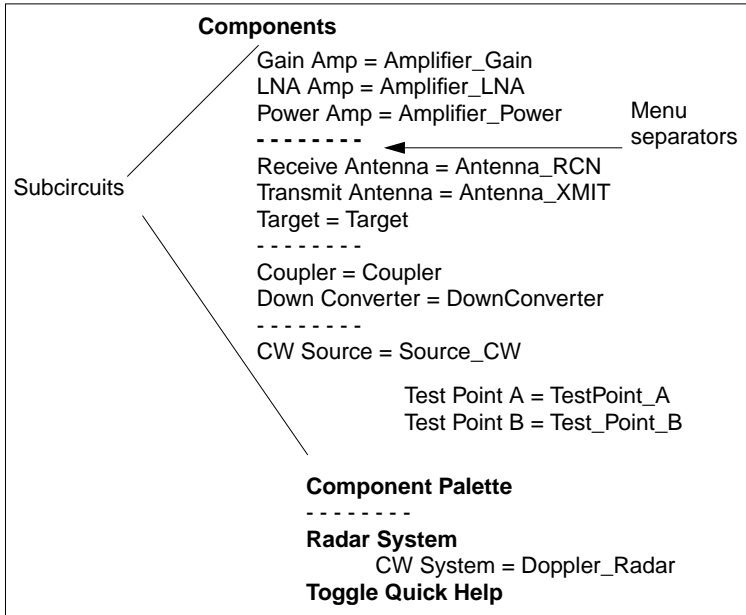 Components
Gain Amp = Amplifier_Gain
LNA Amp = Amplifier_LNA
Power Amp = Amplifier_Power
- - - - - - - -
Menu
separators
Receive Antenna = Antenna_RCN
Transmit Antenna = Antenna_XMIT
Subcircuits
Target = Target
- - - - - - - -
Coupler = Coupler
Down Converter = DownConverter
- - - - - - - -
CW Source = Source_CW
Test Point A = TestPoint_A
Test Point B = Test_Point_B
Component Palette
- - - - - - - -
Radar System
CW System = Doppler_Radar
Toggle Quick Help